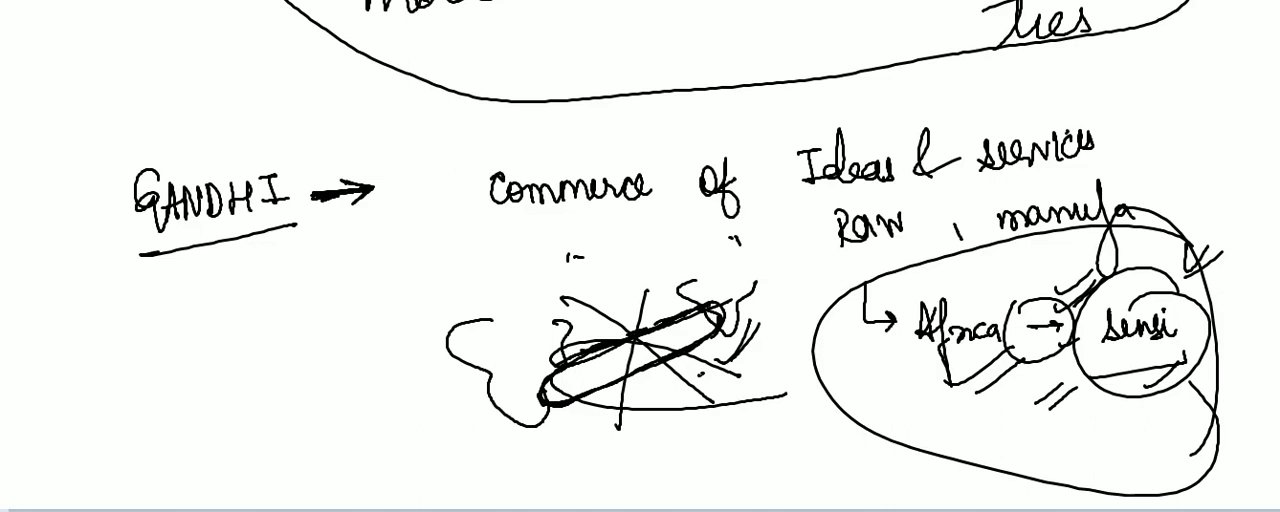 ties
GANDHI → commerce of Ideas & services
Raw , manufa
Africa → sensi